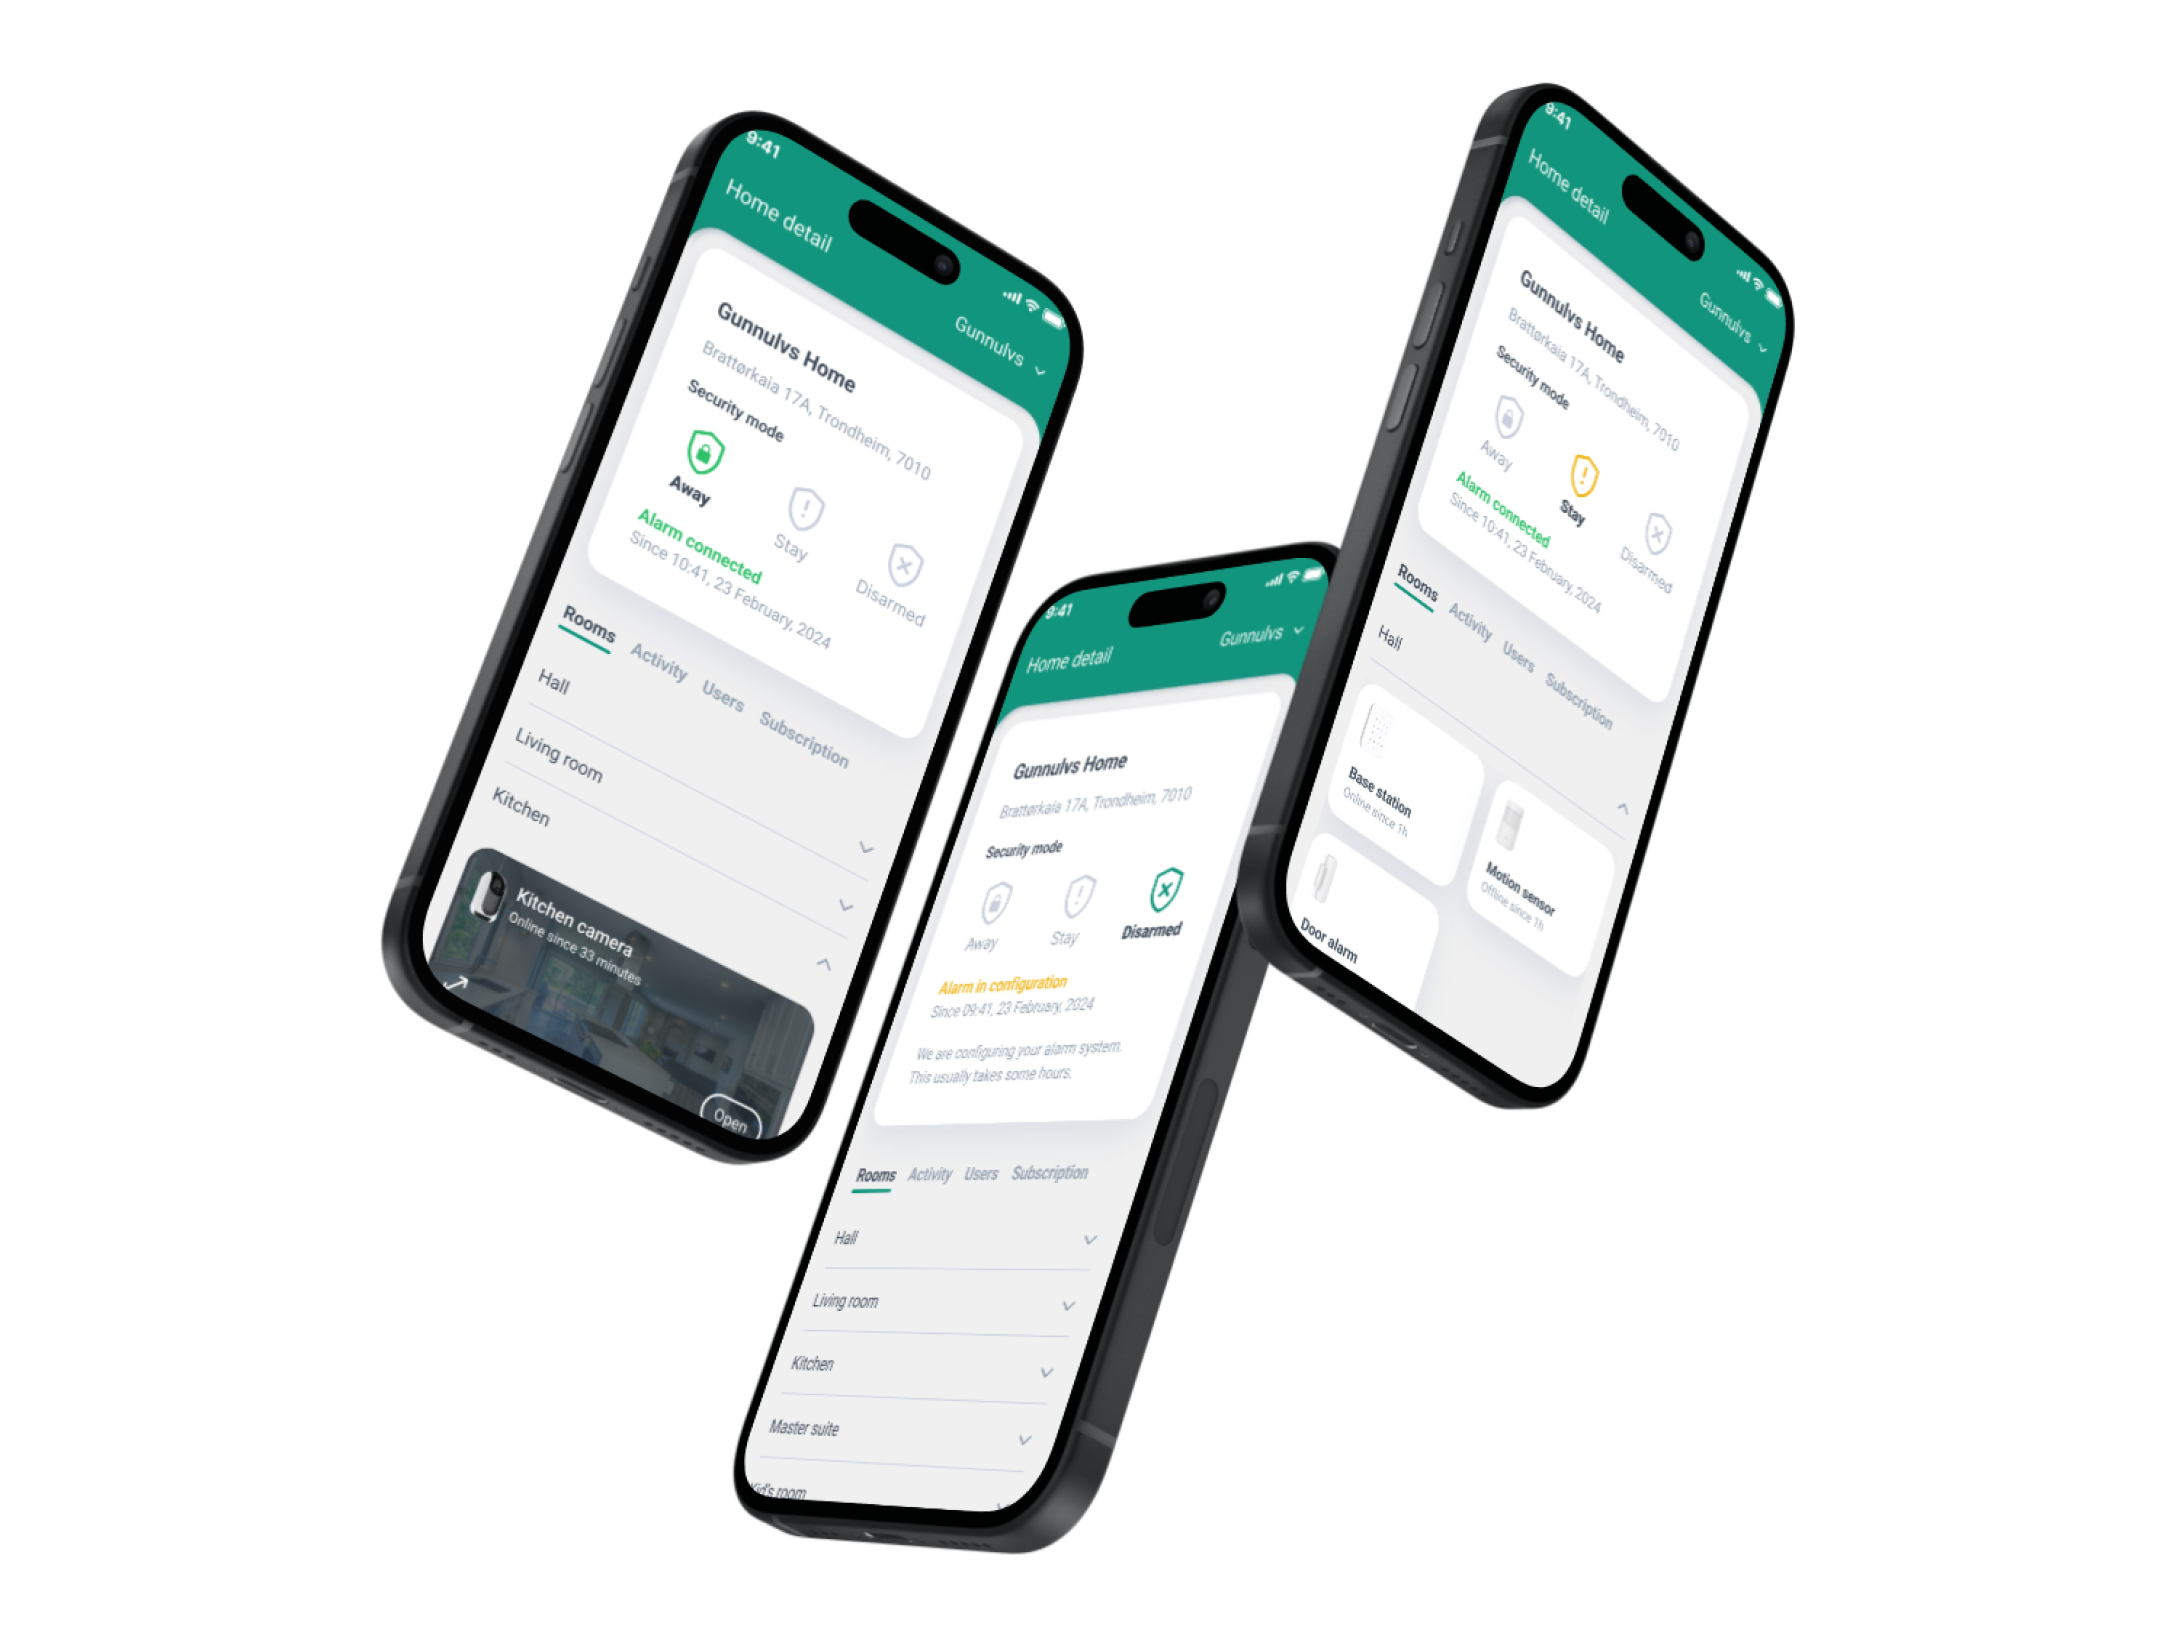 9:41
Home detail
Gunnulvs
Gunnulvs Home
Brattørkaia 17A, Trondheim, 7010
Security mode
Away
Stay
Disarmed
Alarm connected
Since 10:41, 23 February, 2024
Rooms Activity Users Subscription
Hall
Living room
Kitchen
Kitchen camera
Online since 33 minutes
Open
9:41
Home detail
Gunnulvs
Gunnulvs Home
Brattørkaia 17A, Trondheim, 7010
Security mode
Away Stay Disarmed
Alarm in configuration
Since 09:41, 23 February, 2024
We are configuring your alarm system.
This usually takes some hours.
Rooms Activity Users Subscription
Hall
Living room
Kitchen
Master suite
Kid's room
9:41
Home detail
Gunnulvs
Gunnulvs Home
Brattørkaia 17A, Trondheim, 7010
Security mode
Away
Stay
Disarmed
Alarm connected
Since 10:41, 23 February, 2024
Rooms Activity Users Subscription
Hall
Base station
Online since 1h
Motion sensor
Offline since 1h
Door alarm